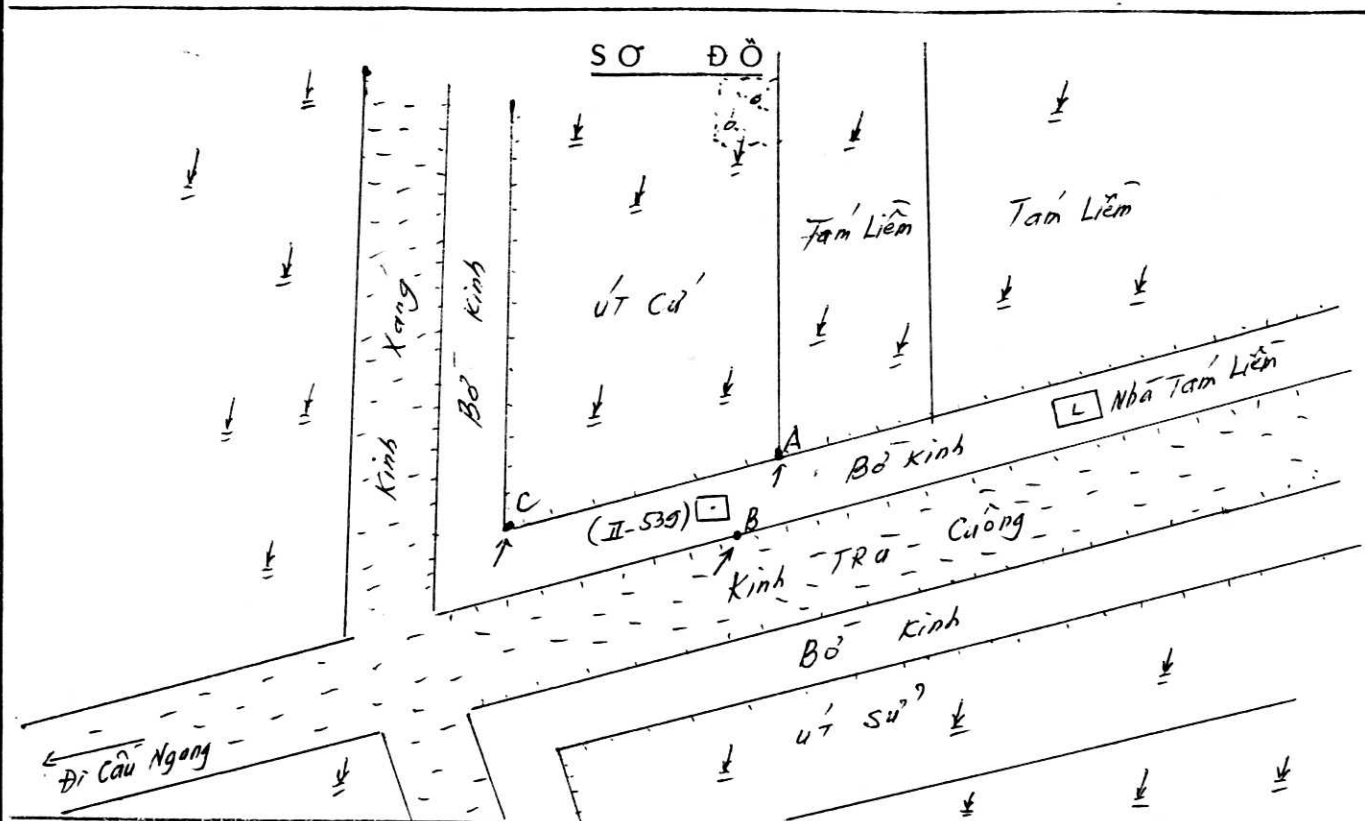 SƠ ĐỒ
Tám Liêm
Tám Liêm
ÚT Cứ
Kinh Xáng
Bờ Kinh
Nhà Tám Liêm
L
A
Bờ Kinh
C
(II-539)
B
Kinh TRà Cuông
Bờ Kinh
ÚT Sử
Đi Cầu Ngang